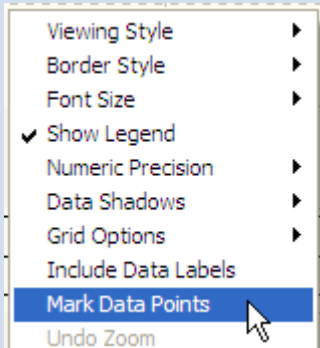 Viewing Style
Border Style
Font Size
Show Legend
Numeric Precision
Data Shadows
Grid Options
Include Data Labels
Mark Data Points
Undo Zoom